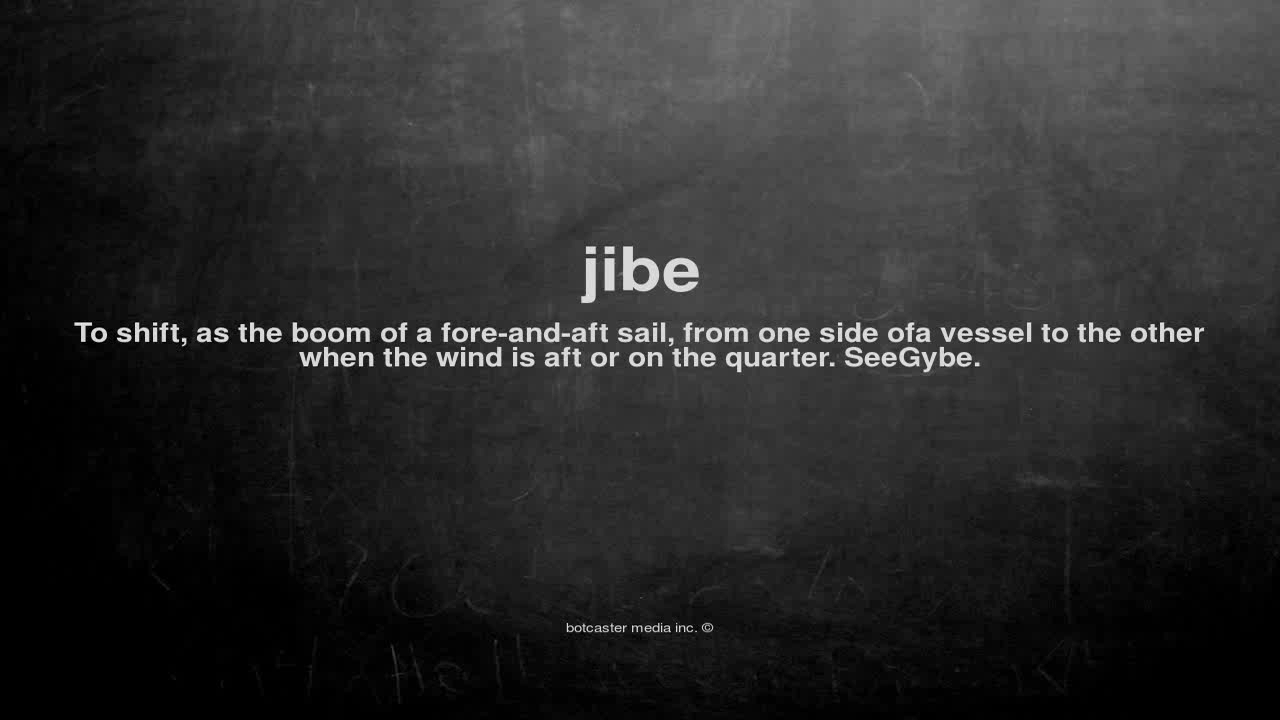 jibe
To shift, as the boom of a fore-and-aft sail, from one side ofa vessel to the other
when the wind is aft or on the quarter. SeeGybe.
botcaster media inc. ©